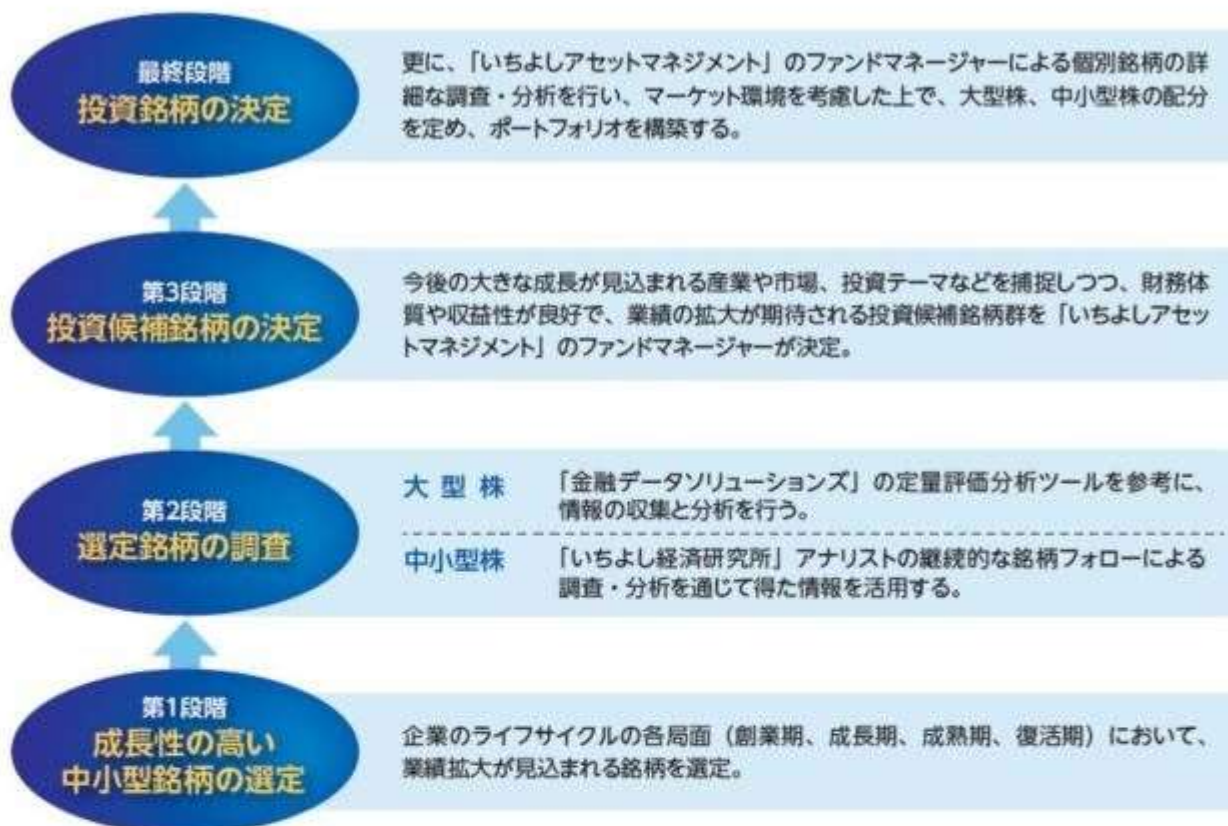 最終段階
投資銘柄の決定
更に、「いちよしアセットマネジメント」のファンドマネージャーによる個別銘柄の詳
細な調査・分析を行い、マーケット環境を考慮した上で、大型株、中小型株の配分
を定め、ポートフォリオを構築する。
第3段階
投資候補銘柄の決定
今後の大きな成長が見込まれる産業や市場、投資テーマなどを捕捉しつつ、財務体
質や収益性が良好で、業績の拡大が期待される投資候補銘柄群を「いちよしアセッ
トマネジメント」のファンドマネージャーが決定。
第2段階
選定銘柄の調査
大型株
「金融データソリューションズ」の定量評価分析ツールを参考に、
情報の収集と分析を行う。
中小型株
「いちよし経済研究所」アナリストの継続的な銘柄フォローによる
調査・分析を通じて得た情報を活用する。
第1段階
成長性の高い
中小型銘柄の選定
企業のライフサイクルの各局面（創業期、成長期、成熟期、復活期）において、
業績拡大が見込まれる銘柄を選定。